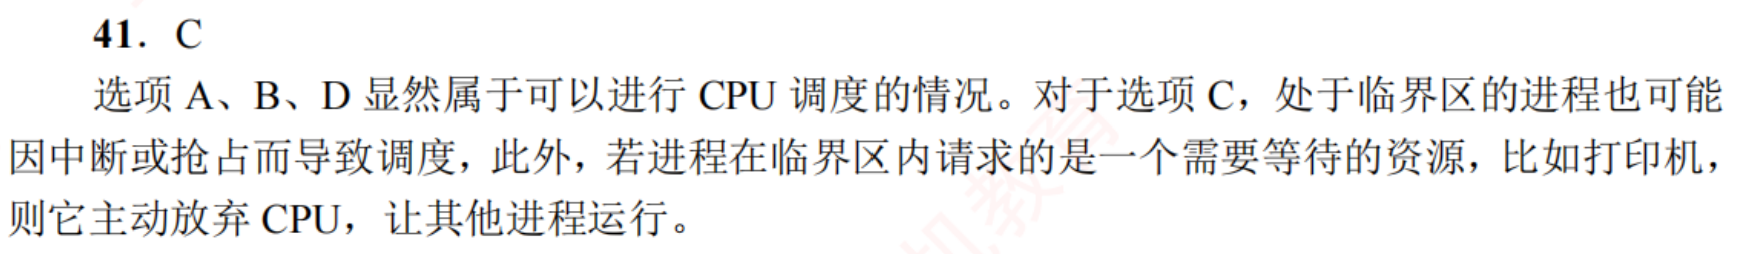 41. C
选项 A、B、D 显然属于可以进行 CPU 调度的情况。对于选项 C，处于临界区的进程也可能
因中断或抢占而导致调度，此外，若进程在临界区内请求的是一个需要等待的资源，比如打印机，
则它主动放弃 CPU，让其他进程运行。
机教育